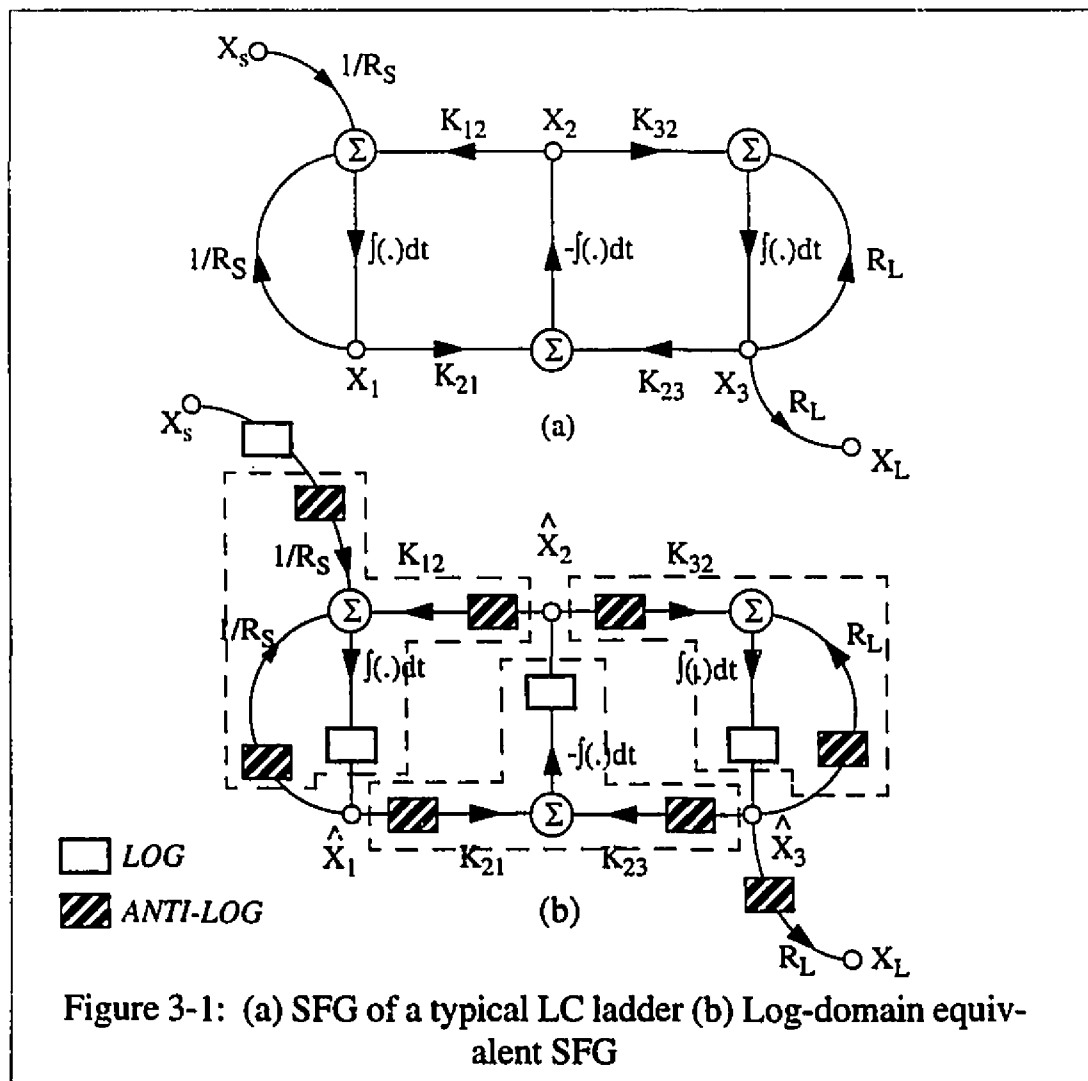 X_s
1/R_S
K_12 X_2 K_32
Σ Σ
1/R_S ∫(.)dt -∫(.)dt ∫(.)dt R_L
Σ
X_1 K_21 K_23 X_3
(a)
R_L
X_L
X_s
1/R_S K_12 X̂_2 K_32
Σ Σ
1/R_S ∫(.)dt ∫(.)dt R_L
-∫(.)dt
Σ
X̂_1 K_21 K_23 X̂_3
LOG
ANTI-LOG
(b)
R_L X_L
Figure 3-1: (a) SFG of a typical LC ladder (b) Log-domain equiv-
alent SFG